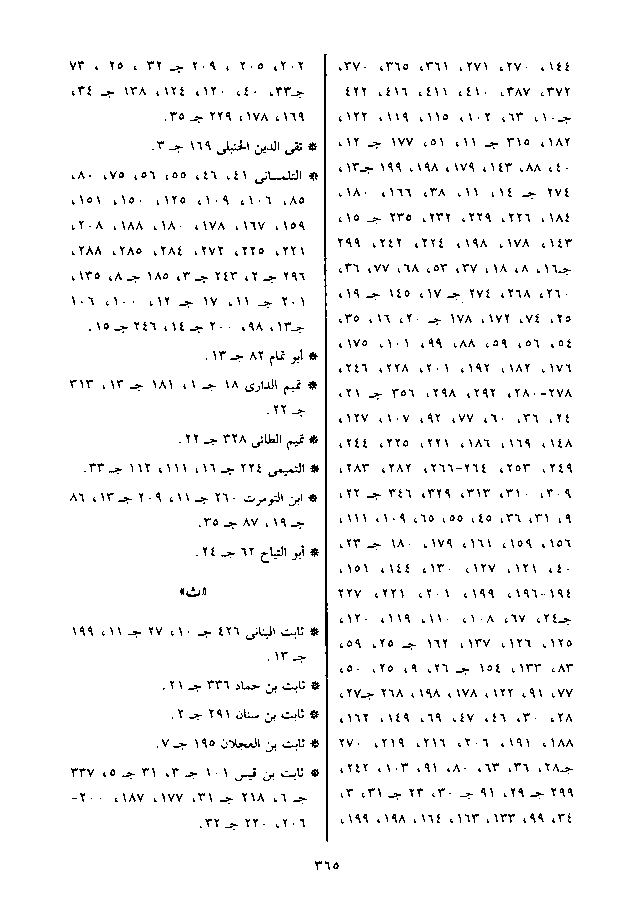 ١٤٤، ٢٧٠، ٢٧١، ٣٦١، ٣٦٥، ٣٧٠،
٣٧٢، ٣٨٧، ٤١٠، ٤١١، ٤١٦، ٤٢٢
جـ١٠، ٦٣، ١٠٢، ١١٥، ١١٩، ١٢٢،
١٨٢، ٣١٥ جـ ١١، ٥١، ١٧٧ جـ ١٢،
٤٠، ٨٨، ١٤٣، ١٧٩، ١٩٨، ١٩٩ جـ١٣،
٢٧٤ جـ ١٤، ١١، ٣٨، ١٦٦، ١٨٠،
١٨٤، ٢٢٦، ٢٢٩، ٢٣٢، ٢٣٥ جـ ١٥،
١٤٣، ١٧٨، ١٩٨، ٢٢٤، ٢٤٢، ٢٩٩
جـ١٦، ٨، ١٨، ٣٧، ٥٣، ٦٨، ٧٧، ٣٦،
٢٦٠، ٢٦٨، ٢٧٤ جـ ١٧، ١٤٥ جـ ١٩،
٢٥، ٧٤، ١٧٢، ١٧٨ جـ ٢٠، ١٦، ٣٥،
٥٤، ٥٦، ٥٩، ٨٨، ٩٩، ١٠١، ١٧٥،
١٧٦، ١٨٢، ١٩٢، ٢٠١، ٢٢٨، ٢٤٦،
٢٧٨-٢٨٠، ٢٩٢، ٢٩٨، ٣٥٦ جـ ٢١،
٢٤، ٣٦، ٦٠، ٧٧، ٩٢، ١٠٧، ١٢٧،
١٤٨، ١٦٩، ١٨٦، ٢٢١، ٢٢٥، ٢٤٤،
٢٤٩، ٢٥٣، ٢٦٤-٢٦٦، ٢٨٢، ٢٨٣،
٣٠٩، ٣١٠، ٣١٣، ٣٢٩، ٣٤٦ جـ ٢٢،
٩، ٣١، ٣٦، ٤٥، ٥٥، ٦٥، ١٠٩، ١١١،
١٥٦، ١٥٩، ١٦١، ١٧٩، ١٨٠ جـ ٢٣،
٤٠، ١٢١، ١٢٧، ١٣٠، ١٤٤، ١٥١،
١٩٤-١٩٦، ١٩٩، ٢٠١، ٢٢١، ٢٢٧
جـ٢٤، ٦٧، ١٠٨، ١١٠، ١١٩، ١٢٠،
١٢٥، ١٢٦، ١٣٧، ١٦٢ جـ ٢٥، ٥٩،
٨٣، ١٣٣، ١٥٤ جـ ٢٦، ٩، ٢٥، ٥٠،
٧٧، ٩١، ١٢٢، ١٧٨، ١٩٨، ٢٦٨ جـ٢٧،
٢٨، ٣٠، ٤٦، ٤٧، ٦٩، ١٤٩، ١٦٢،
١٨٨، ١٩١، ٢٠٦، ٢١٦، ٢١٩، ٢٧٠
جـ٢٨، ٣٦، ٦٣، ٨٠، ٩١، ١٠٣، ٢٤٢،
٢٩٩ جـ ٢٩، ٩١ جـ ٣٠، ٢٣ جـ ٣١، ٣،
٣٤، ٩٩، ١٣٣، ١٦٣، ١٦٤، ١٩٨، ١٩٩،
٢٠٢، ٢٠٥، ٢٠٩ جـ ٣٢، ٢٥، ٧٣
جـ٣٣، ٤٠، ١٢٠، ١٢٤، ١٣٨ جـ ٣٤،
١٦٩، ١٧٨، ٢٢٩ جـ ٣٥.
* تقى الدين الحنبلى ١٦٩ جـ ٣.
* التلمسانى ٤١، ٤٦، ٥٥، ٥٦، ٧٥، ٨٠،
٨٥، ١٠٦، ١٠٩، ١٢٥، ١٥٠، ١٥١،
١٥٩، ١٦٧، ١٧٨، ١٨٠، ١٨٨، ٢٠٨،
٢٢١، ٢٢٥، ٢٧٢، ٢٨٤، ٢٨٥، ٢٨٨،
٢٩٦ جـ ٢، ٢٤٣ جـ ٣، ١٨٥ جـ ٨، ١٣٥،
٢٠١ جـ ١١، ١٧ جـ ١٢، ١٠٠، ١٠٦
جـ١٣، ٩٨، ٢٠٠ جـ ١٤، ٢٤٦ جـ ١٥.
* أبو تمام ٨٢ جـ ١٣.
* تميم الدارى ١٨ جـ ١، ١٨١ جـ ١٣، ٣١٣
جـ ٢٢.
* تميم الطائى ٣٢٨ جـ ٢٢.
* التميمى ٢٢٤ جـ ١٦، ١١١، ١١٢ جـ ٣٣.
* ابن التومرت ٢٦٠ جـ ١١، ٢٠٩ جـ ١٣، ٨٦
جـ ١٩، ٨٧ جـ ٣٥.
* أبو التياح ٦٢ جـ ٢٤.
«ث»
* ثابت البنانى ٤٢٦ جـ ١٠، ٢٧ جـ ١١، ١٩٩
جـ ١٣.
* ثابت بن حماد ٣٣٦ جـ ٢١.
* ثابت بن سنان ٢٩١ جـ ٢.
* ثابت بن العجلان ١٩٥ جـ ٧.
* ثابت بن قيس ١٠١ جـ ٣، ٣١ جـ ٥، ٣٣٧
جـ ٦، ٢١٨ جـ ٣١، ١٧٧، ١٨٧، ٢٠٠-
٢٠٦، ٢٢٠ جـ ٣٢.
٣٦٥